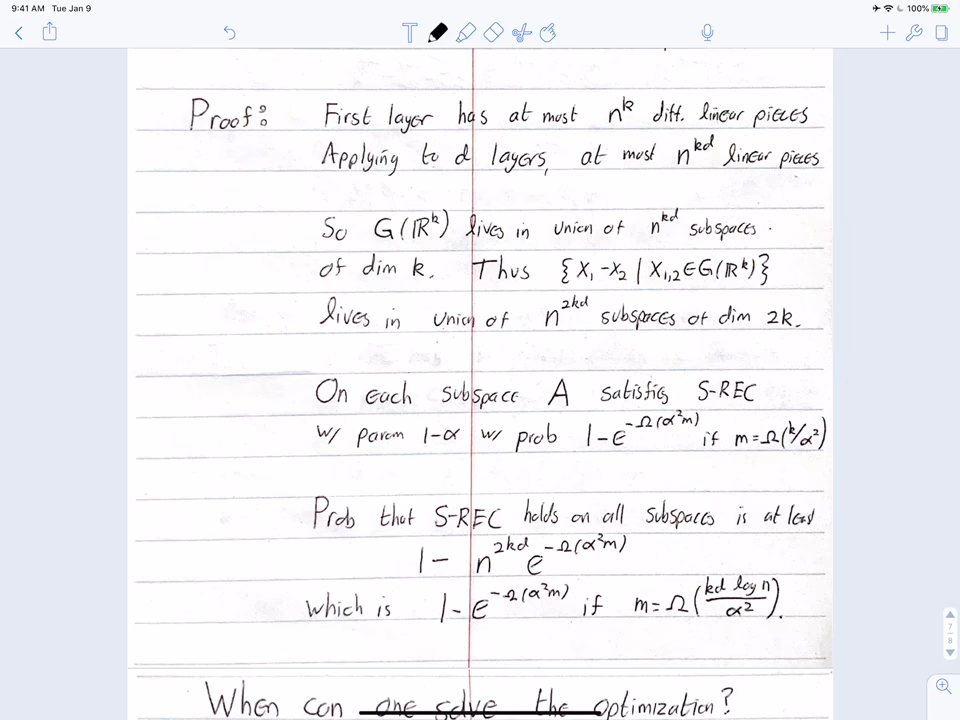 9:41 AM Tue Jan 9
100%
Proof: First layer has at most n^k diff. linear pieces
Applying to d layers, at most n^{kd} linear pieces
So G(ℝ^k) lives in union of n^{kd} subspaces.
of dim k. Thus {X₁-X₂ | X₁,₂∈G(ℝ^k)}
lives in union of n^{2kd} subspaces of dim 2k.
On each subspace A satisfies S-REC
w/ param 1-α w/ prob 1-e^{-Ω(α²m)} if m=Ω(k/α²)
Prob that S-REC holds on all subspaces is at least
1 - n^{2kd} e^{-Ω(α²m)}
which is 1-e^{-Ω(α²m)} if m=Ω(kd log n / α²).
When can one solve the optimization?
7
8